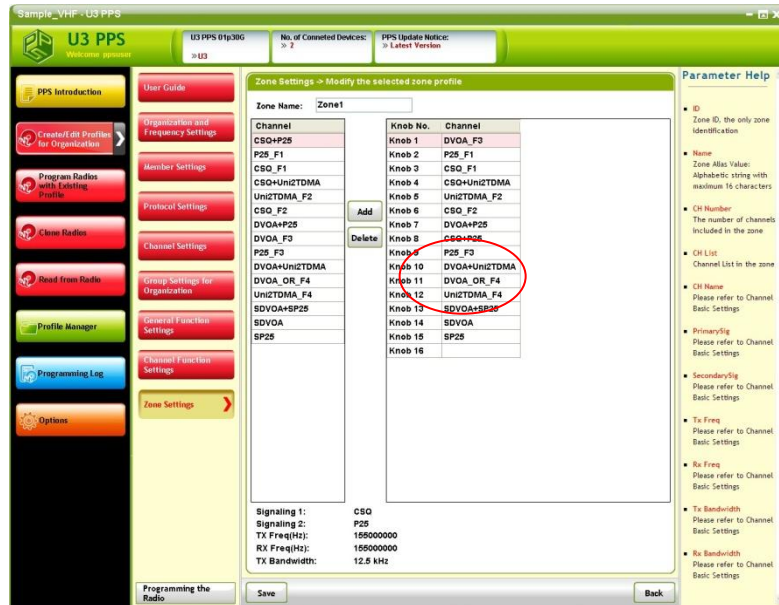 Sample_VHF - U3 PPS
U3 PPS
Welcome ppsuser
U3 PPS 01p38G
» U3
No. of Conneted Devices:
» 2
PPS Update Notice:
» Latest Version
PPS Introduction
Create/Edit Profiles
for Organization
Program Radios
with Existing
Profile
Clone Radios
Read from Radio
Profile Manager
Programming Log
Options
User Guide
Organization and
Frequency Settings
Member Settings
Protocol Settings
Channel Settings
Group Settings for
Organization
General Function
Settings
Channel Function
Settings
Zone Settings
Programming the
Radio
Zone Settings -> Modify the selected zone profile
Zone Name: Zone1
Channel
CSQ+P25
P25_F1
CSQ_F1
CSQ+Uni2TDMA
Uni2TDMA_F2
CSQ_F2
DVOA+P25
DVOA_F3
P25_F3
DVOA+Uni2TDMA
DVOA_OR_F4
Uni2TDMA_F4
SDVOA+SP25
SDVOA
SP25
Add
Delete
Knob No. Channel
Knob 1 DVOA_F3
Knob 2 P25_F1
Knob 3 CSQ_F1
Knob 4 CSQ+Uni2TDMA
Knob 5 Uni2TDMA_F2
Knob 6 CSQ_F2
Knob 7 DVOA+P25
Knob 8 CSQ+P25
Knob 9 P25_F3
Knob 10 DVOA+Uni2TDMA
Knob 11 DVOA_OR_F4
Knob 12 Uni2TDMA_F4
Knob 13 SDVOA+SP25
Knob 14 SDVOA
Knob 15 SP25
Knob 16
Signaling 1: CSQ
Signaling 2: P25
TX Freq(Hz): 155000000
RX Freq(Hz): 155000000
TX Bandwidth: 12.5 kHz
Save
Back
Parameter Help
ID
Zone ID, the only zone
identification
Name
Zone Alias Value:
Alphabetic string with
maximum 16 characters
CH Number
The number of channels
included in the zone
CH List
Channel List in the zone
CH Name
Please refer to Channel
Basic Settings
PrimarySig
Please refer to Channel
Basic Settings
SecondarySig
Please refer to Channel
Basic Settings
Tx Freq
Please refer to Channel
Basic Settings
Rx Freq
Please refer to Channel
Basic Settings
Tx Bandwidth
Please refer to Channel
Basic Settings
Rx Bandwidth
Please refer to Channel
Basic Settings